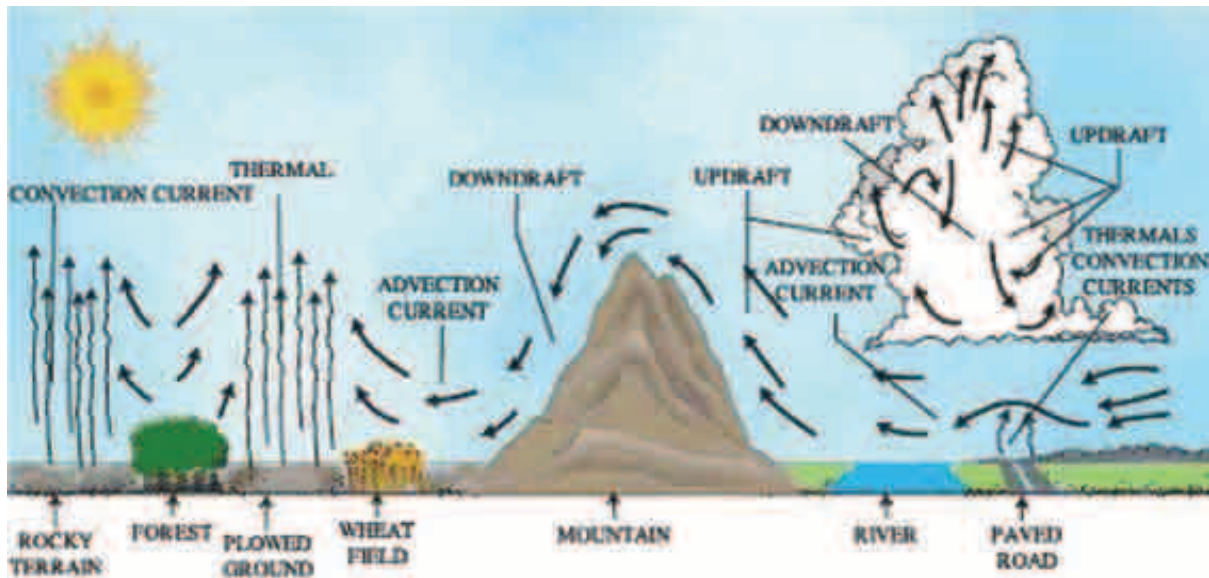 DOWNDRAFT
UPDRAFT
THERMAL
CONVECTION CURRENT
DOWNDRAFT
UPDRAFT
ADVECTION
CURRENT
ADVECTION
CURRENT
THERMALS
CONVECTION
CURRENTS
ROCKY
TERRAIN
FOREST
PLOWED
GROUND
WHEAT
FIELD
MOUNTAIN
RIVER
PAVED
ROAD